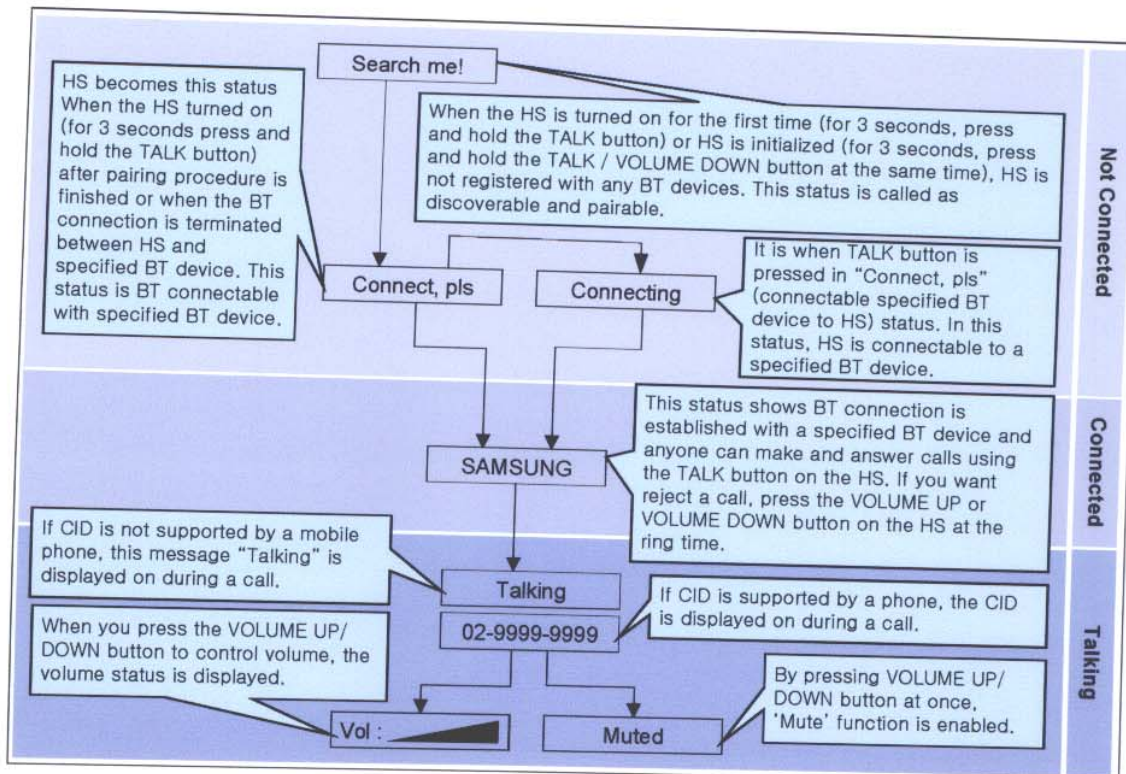 Search me!
HS becomes this status
When the HS turned on
(for 3 seconds press and
hold the TALK button)
after pairing procedure is
finished or when the BT
connection is terminated
between HS and
specified BT device. This
status is BT connectable
with specified BT device.
When the HS is turned on for the first time (for 3 seconds, press
and hold the TALK button) or HS is initialized (for 3 seconds, press
and hold the TALK / VOLUME DOWN button at the same time), HS is
not registered with any BT devices. This status is called as
discoverable and pairable.
Not Connected
Connect, pls
Connecting
It is when TALK button is
pressed in “Connect, pls”
(connectable specified BT
device to HS) status. In this
status, HS is connectable to a
specified BT device.
SAMSUNG
This status shows BT connection is
established with a specified BT device and
anyone can make and answer calls using
the TALK button on the HS. If you want
reject a call, press the VOLUME UP or
VOLUME DOWN button on the HS at the
ring time.
Connected
If CID is not supported by a mobile
phone, this message “Talking” is
displayed on during a call.
Talking
02-9999-9999
If CID is supported by a phone, the CID
is displayed on during a call.
Talking
When you press the VOLUME UP/
DOWN button to control volume, the
volume status is displayed.
Vol :
Muted
By pressing VOLUME UP/
DOWN button at once,
‘Mute’ function is enabled.